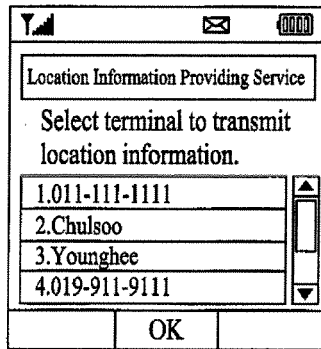 Location Information Providing Service
Select terminal to transmit
location information.
1.011-111-1111
2.Chulsoo
3.Younghee
4.019-911-9111
OK